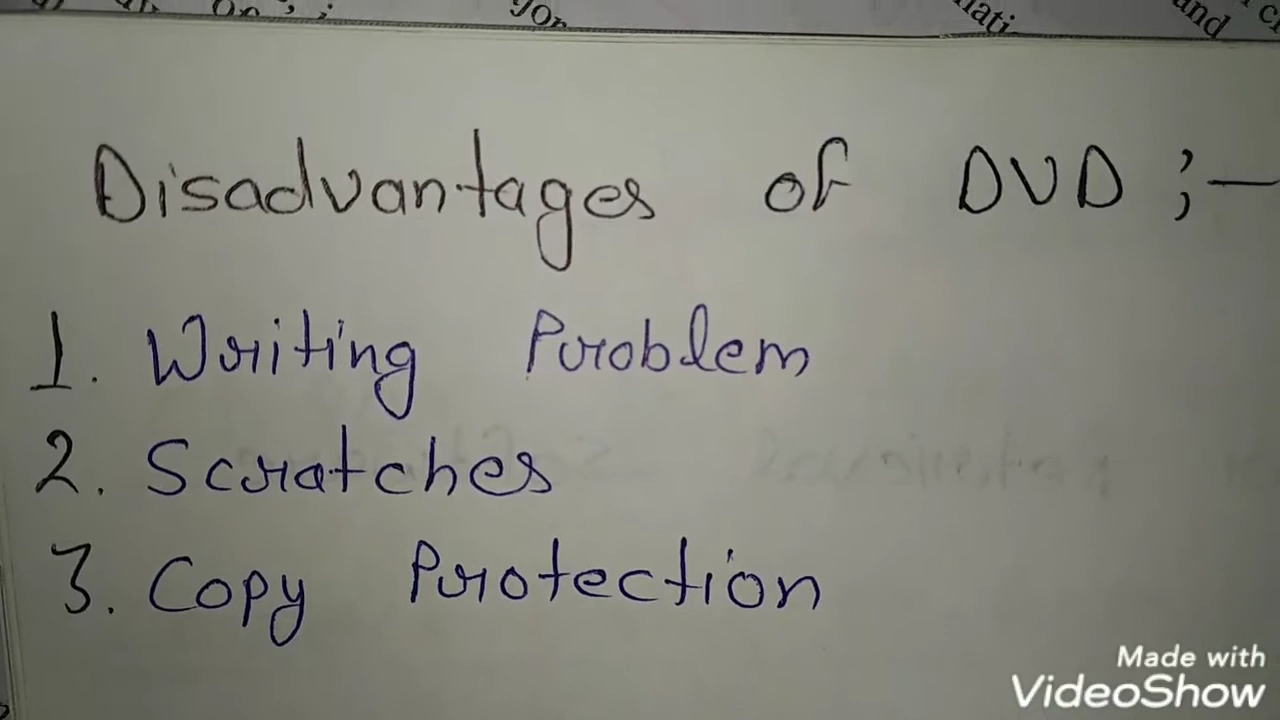 Disadvantages of DVD ;-
1. Writing Problem
2. Scratches
3. Copy Protection
Made with
VideoShow